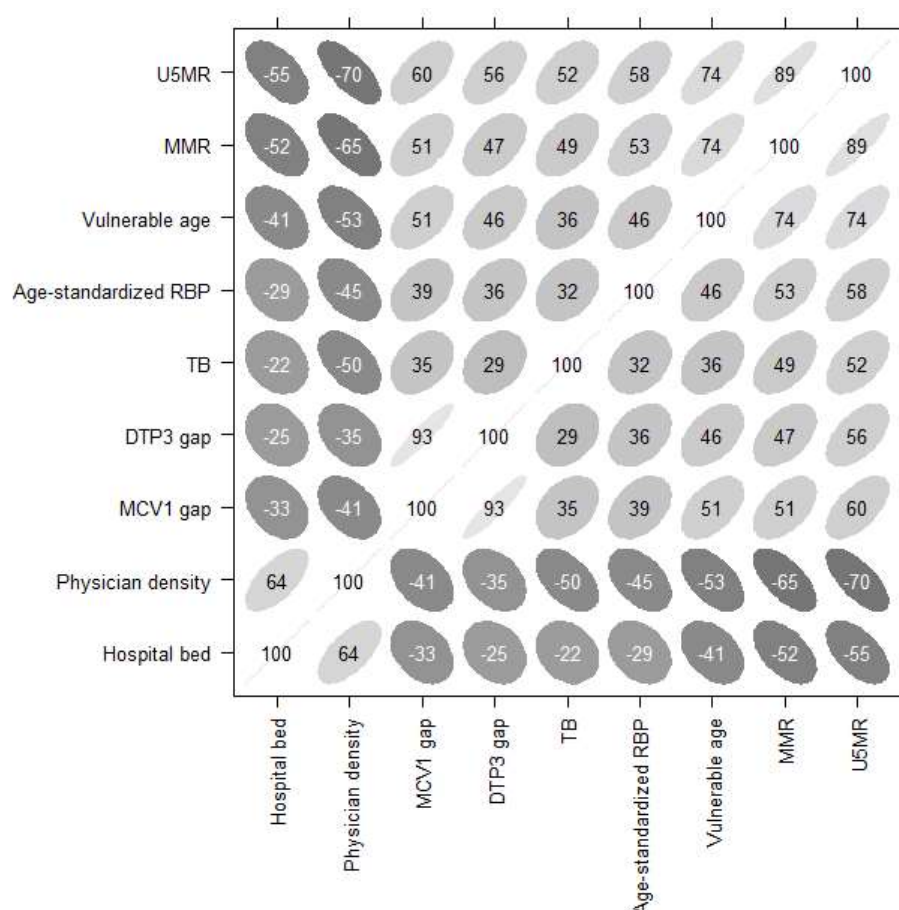 U5MR -55 -70 60 56 52 58 74 89 100
MMR -52 -65 51 47 49 53 74 100 89
Vulnerable age -41 -53 51 46 36 46 100 74 74
Age-standardized RBP -29 -45 39 36 32 100 46 53 58
TB -22 -50 35 29 100 32 36 49 52
DTP3 gap -25 -35 93 100 29 36 46 47 56
MCV1 gap -33 -41 100 93 35 39 51 51 60
Physician density 64 100 -41 -35 -50 -45 -53 -65 -70
Hospital bed 100 64 -33 -25 -22 -29 -41 -52 -55
Hospital bed
Physician density
MCV1 gap
DTP3 gap
TB
Age-standardized RBP
Vulnerable age
MMR
U5MR